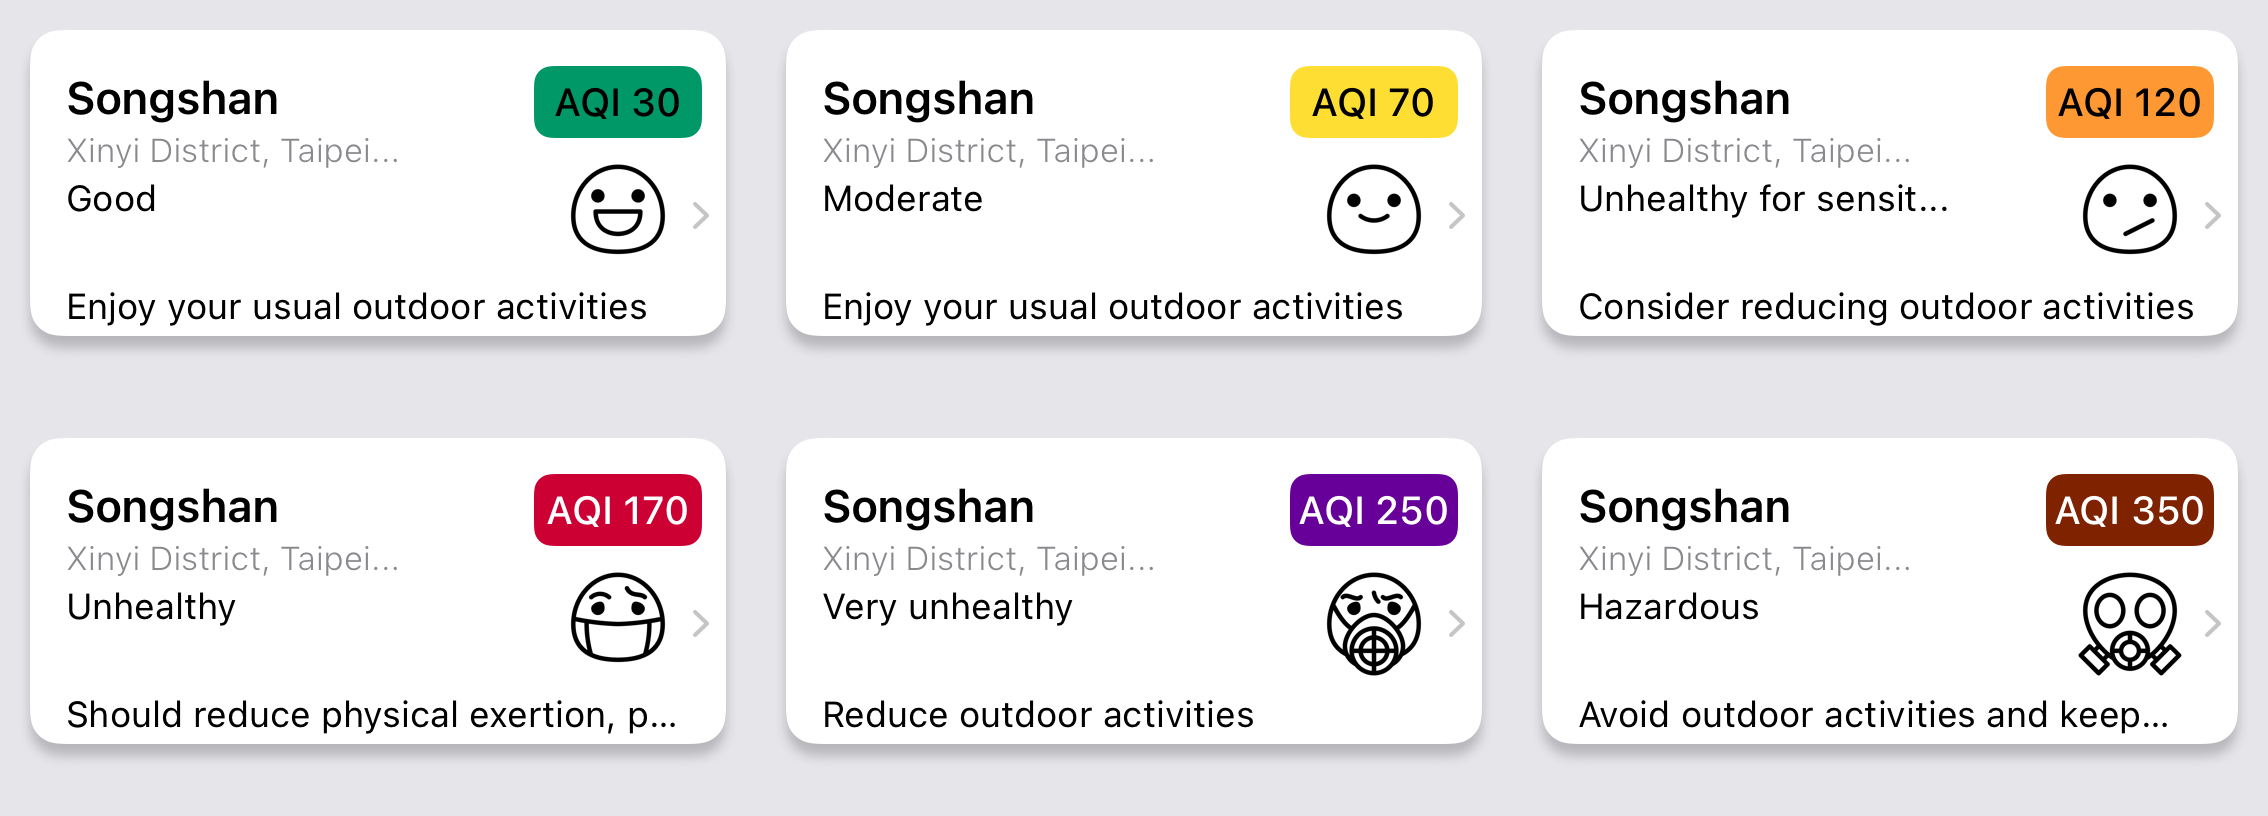 Songshan
AQI 30
Xinyi District, Taipei...
Good
Enjoy your usual outdoor activities
Songshan
AQI 70
Xinyi District, Taipei...
Moderate
Enjoy your usual outdoor activities
Songshan
AQI 120
Xinyi District, Taipei...
Unhealthy for sensit...
Consider reducing outdoor activities
Songshan
AQI 170
Xinyi District, Taipei...
Unhealthy
Should reduce physical exertion, p...
Songshan
AQI 250
Xinyi District, Taipei...
Very unhealthy
Reduce outdoor activities
Songshan
AQI 350
Xinyi District, Taipei...
Hazardous
Avoid outdoor activities and keep...